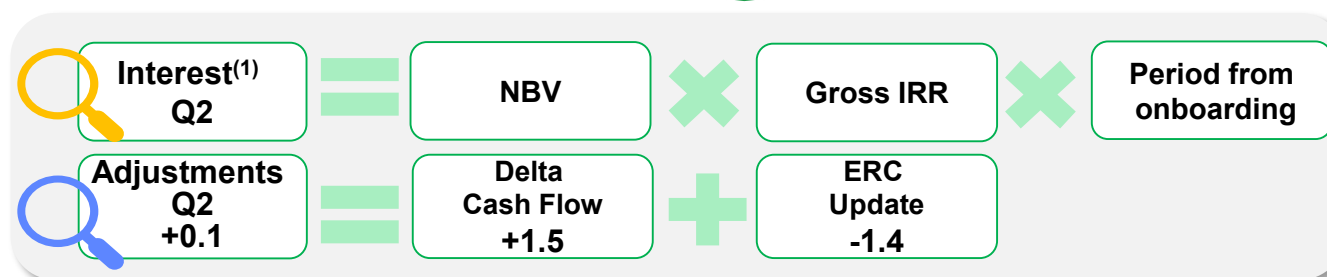 Interest(1)
Q2
NBV
Gross IRR
Period from
onboarding
Adjustments
Q2
+0.1
Delta
Cash Flow
+1.5
ERC
Update
-1.4